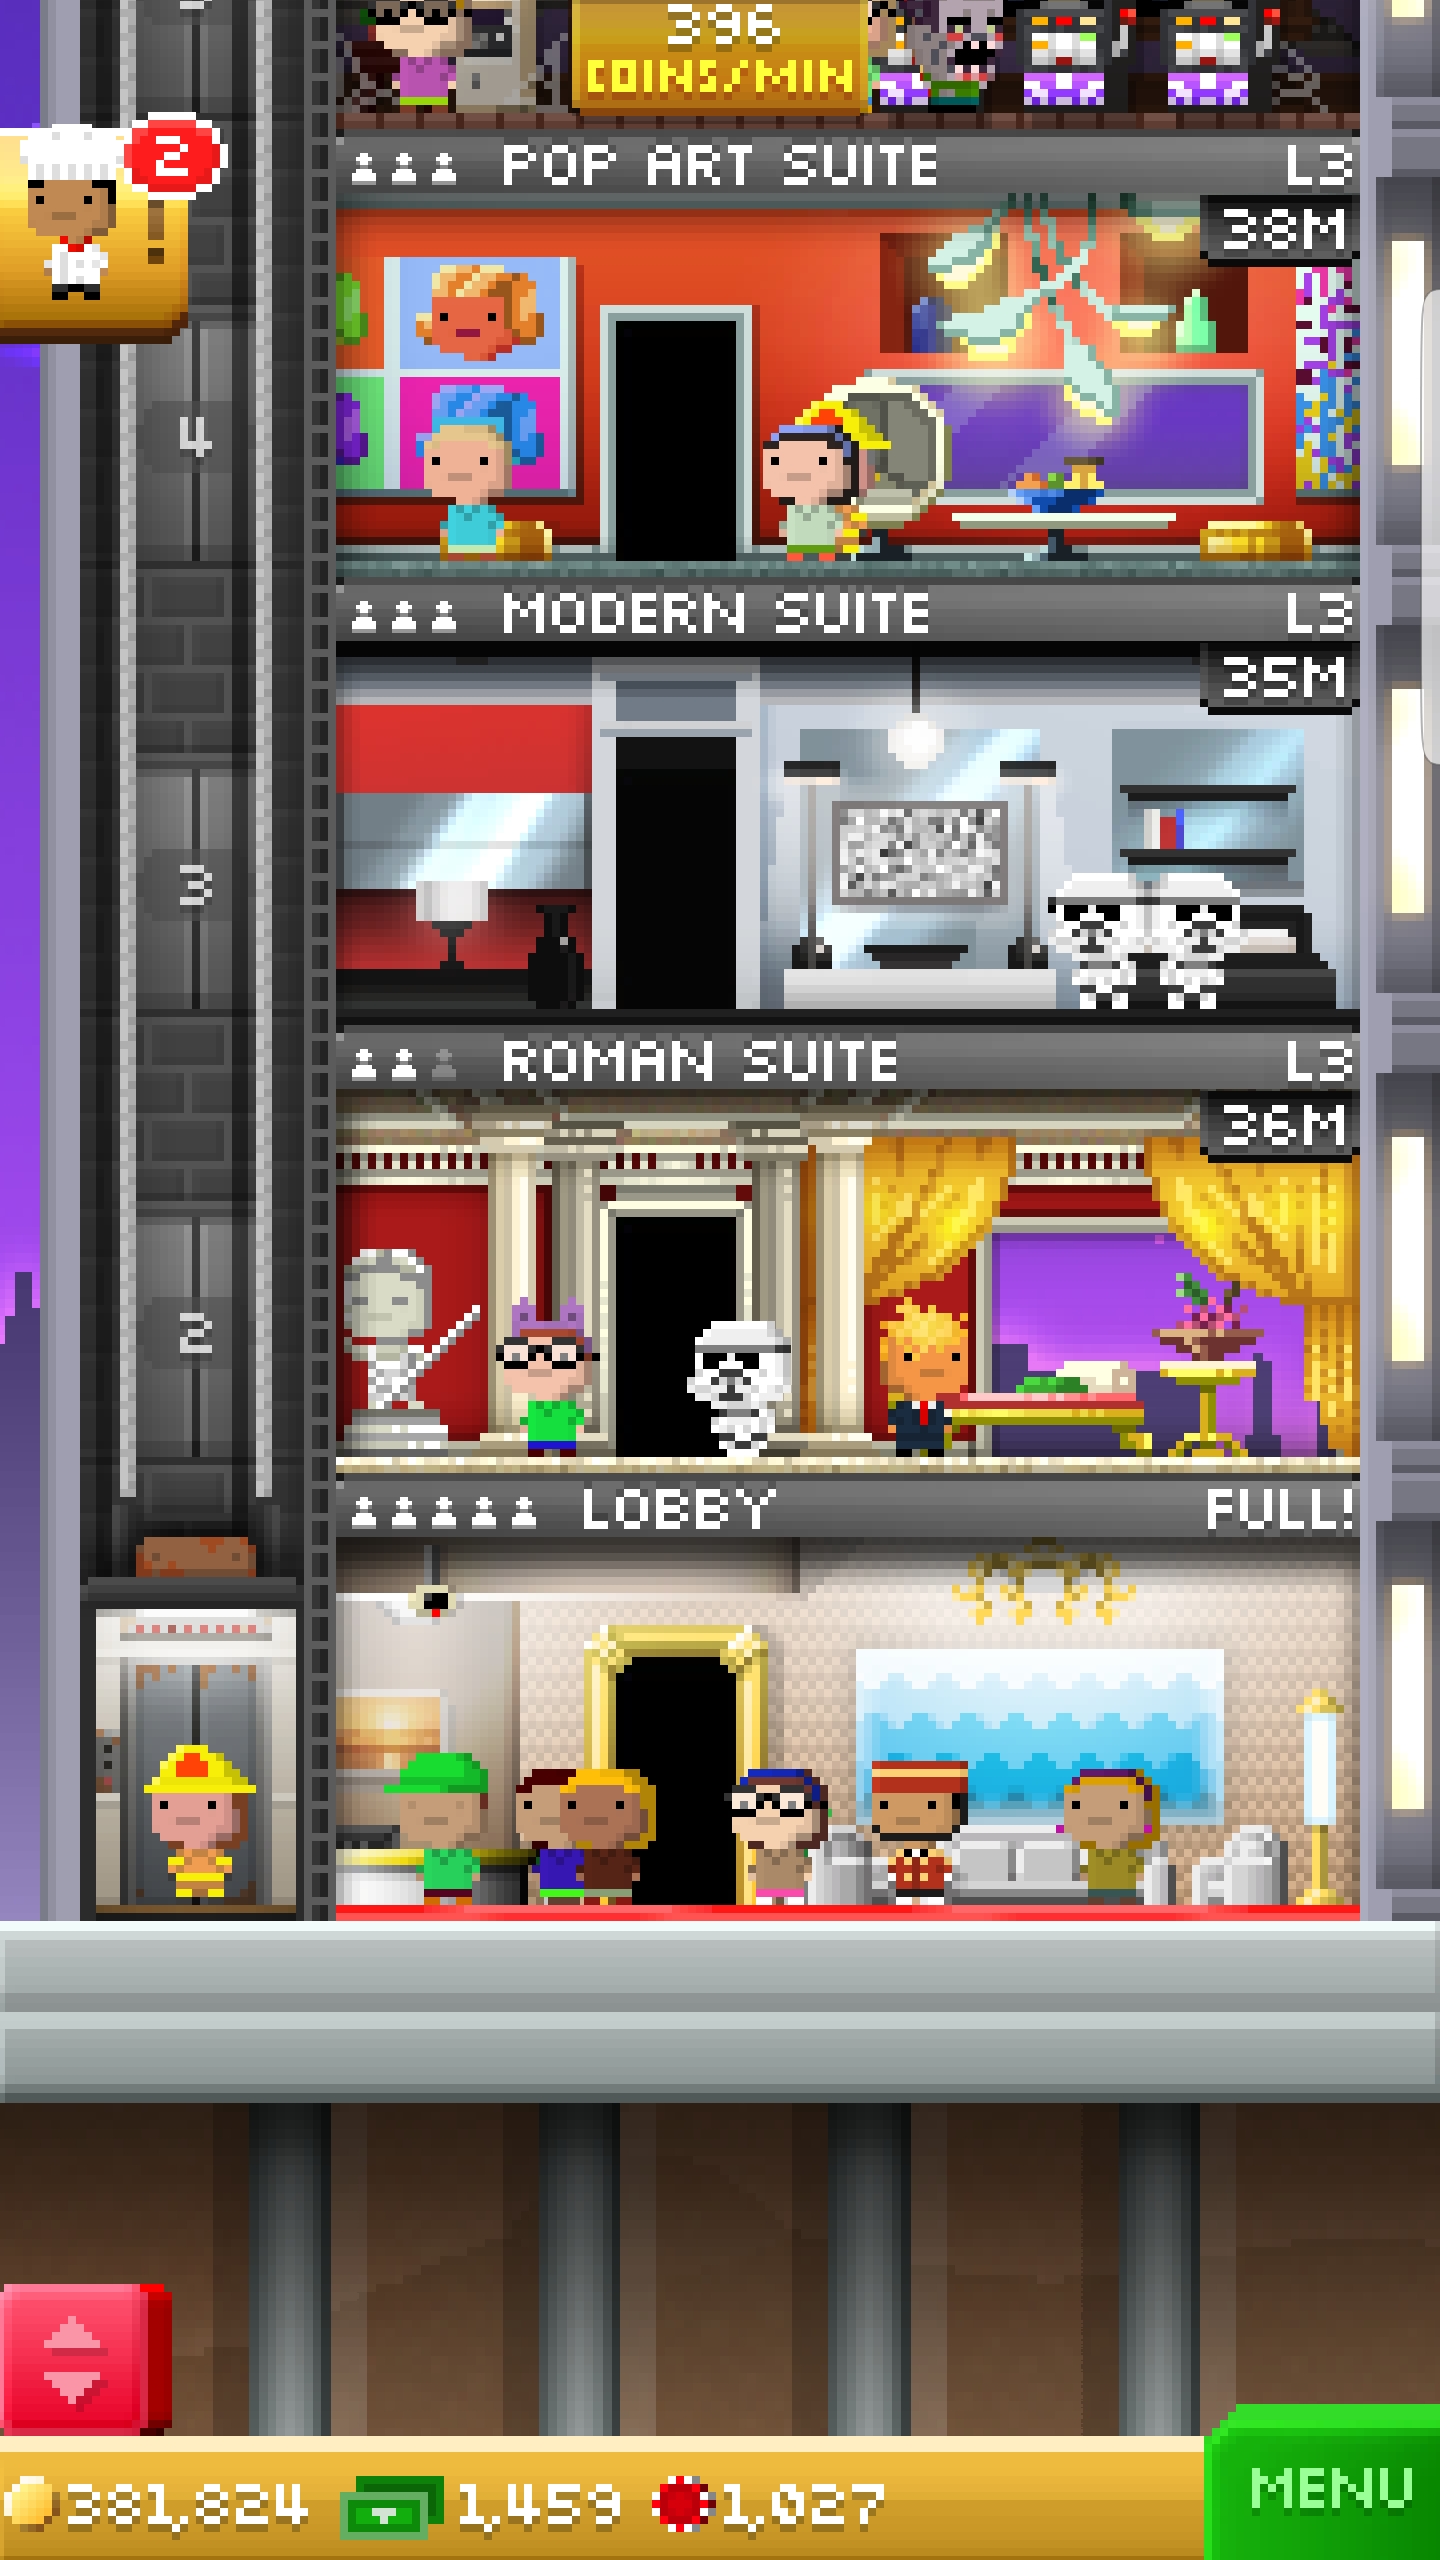 396
COINS/MIN
2
!
POP ART SUITE L3
38M
4
MODERN SUITE L3
35M
3
ROMAN SUITE L3
36M
2
LOBBY FULL!
381,824 1,459 1,027
MENU